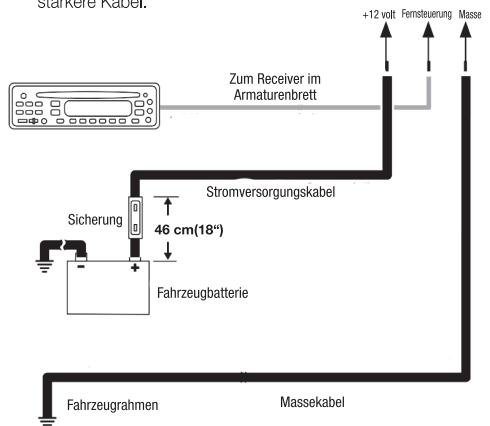 stärkere Kabel.
+12 volt Fernsteuerung Masse
Zum Receiver im
Armaturenbrett
Stromversorgungskabel
Sicherung
46 cm(18“)
- +
Fahrzeugbatterie
Fahrzeugrahmen
Massekabel